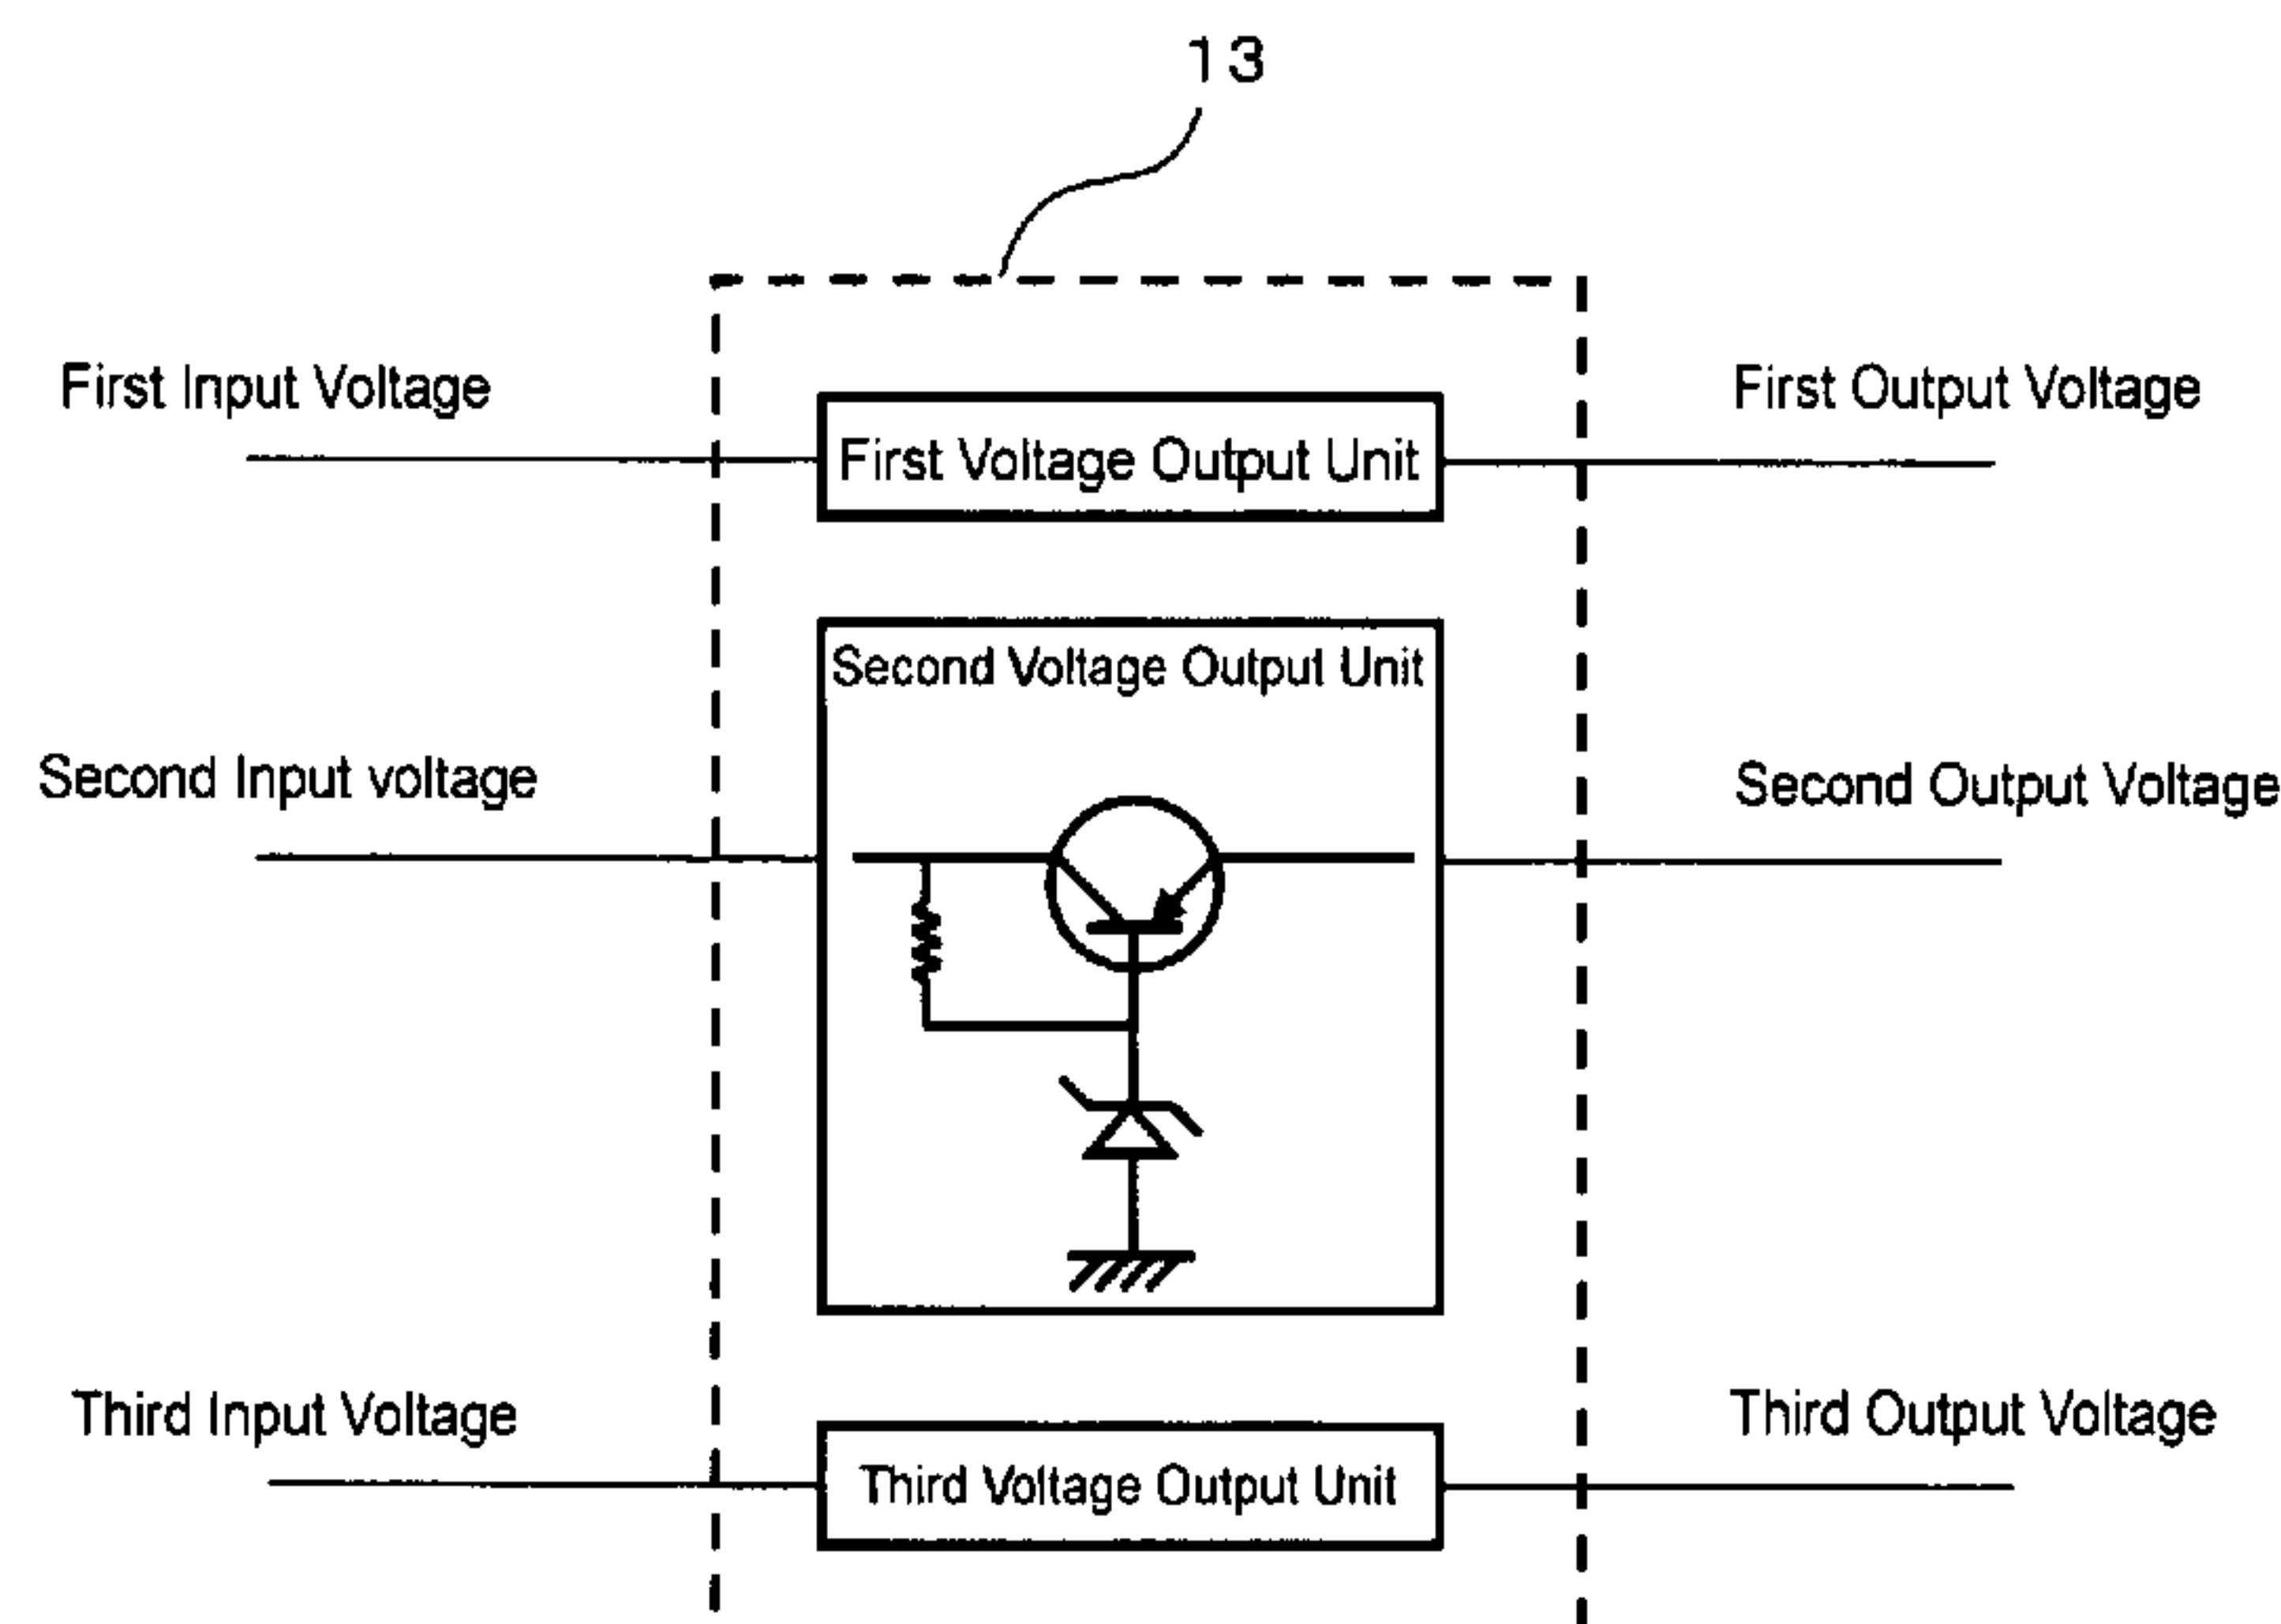 13
First Input Voltage
First Voltage Output Unit
First Output Voltage
Second Voltage Output Unit
Second Input voltage
Second Output Voltage
Third Input Voltage
Third Voltage Output Unit
Third Output Voltage